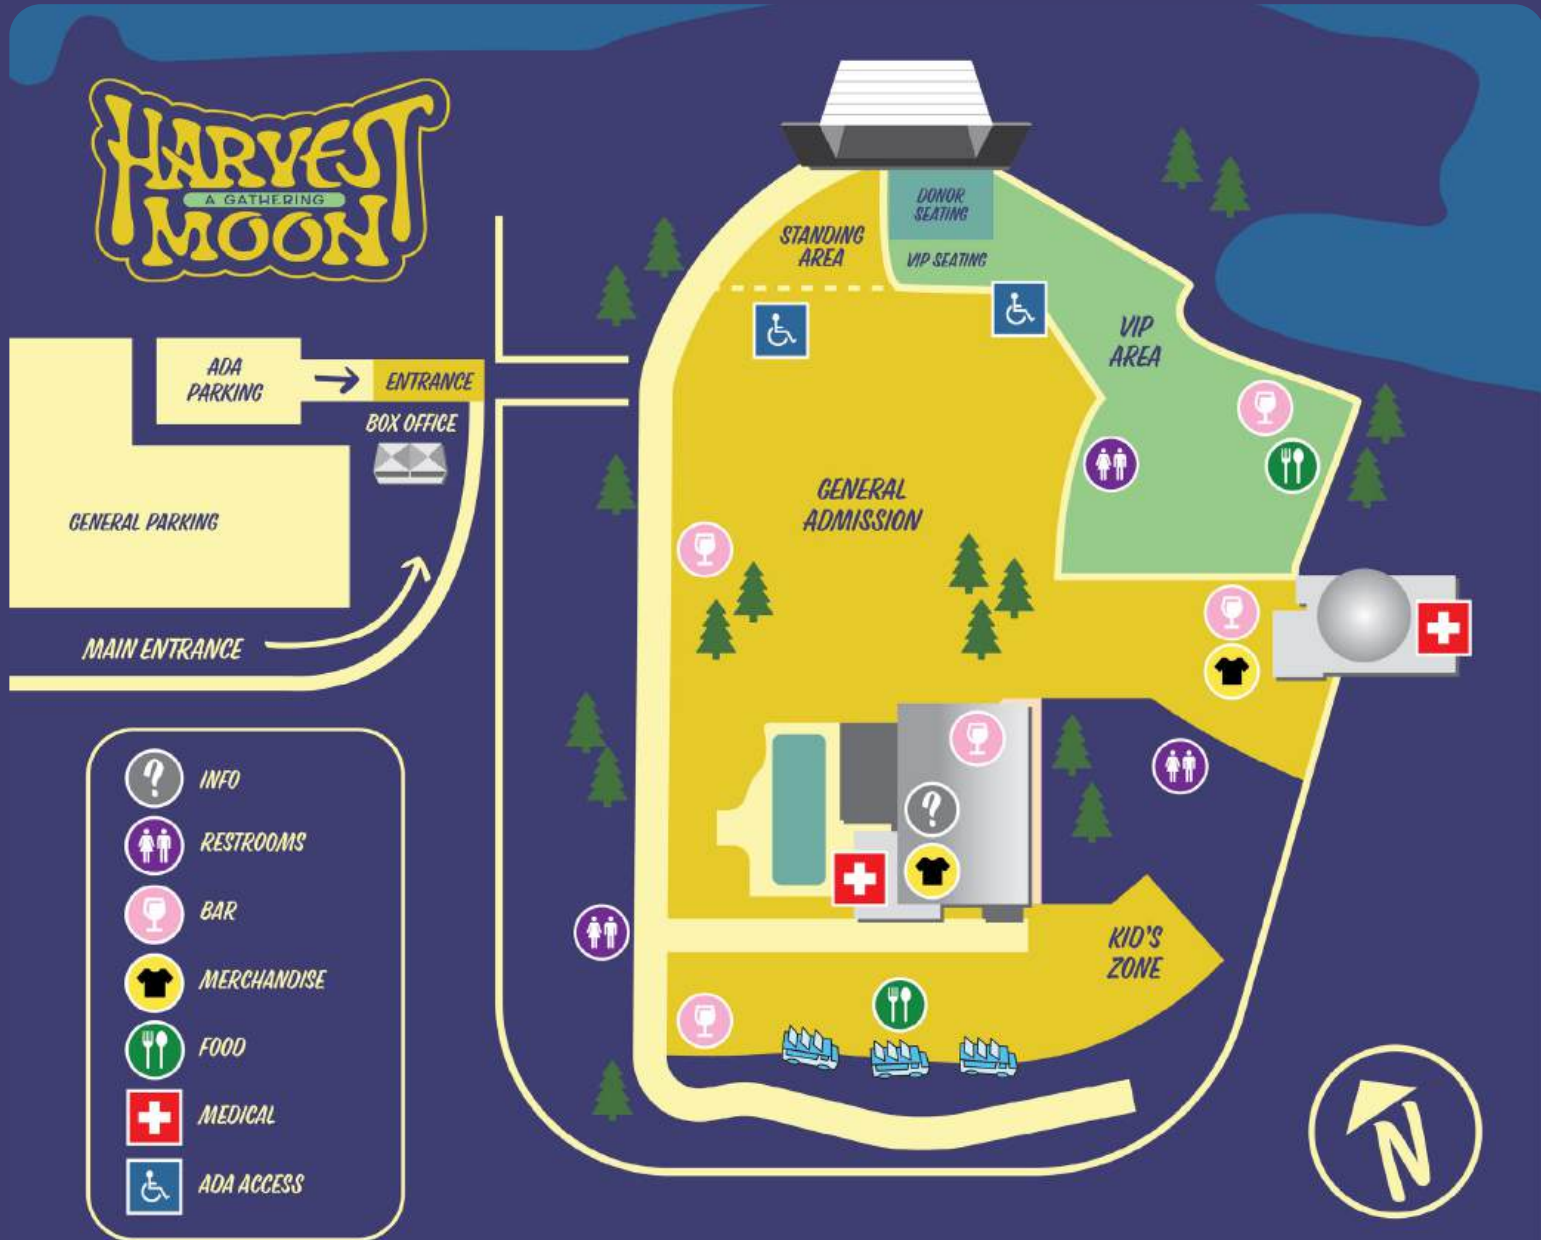 HARVEST
A GATHERING
MOON
DONOR
SEATING
STANDING
AREA
VIP SEATING
VIP
AREA
ADA
PARKING
ENTRANCE
BOX OFFICE
GENERAL
ADMISSION
GENERAL PARKING
MAIN ENTRANCE
INFO
RESTROOMS
BAR
MERCHANDISE
FOOD
MEDICAL
ADA ACCESS
KID'S
ZONE
N